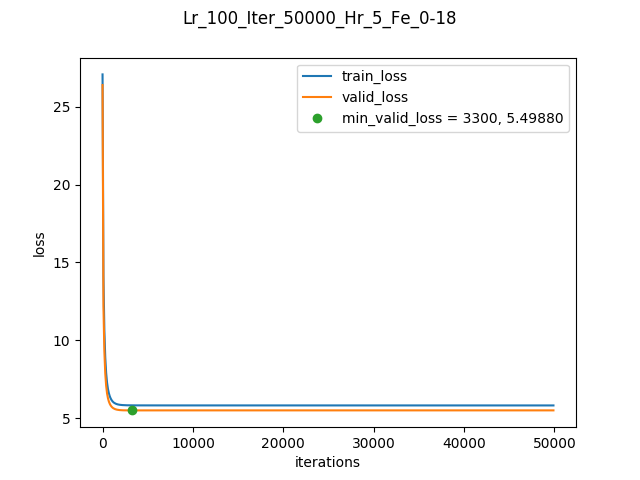 Lr_100_Iter_50000_Hr_5_Fe_0-18
train_loss
valid_loss
min_valid_loss = 3300, 5.49880
25
20
15
10
5
loss
0 10000 20000 30000 40000 50000
iterations